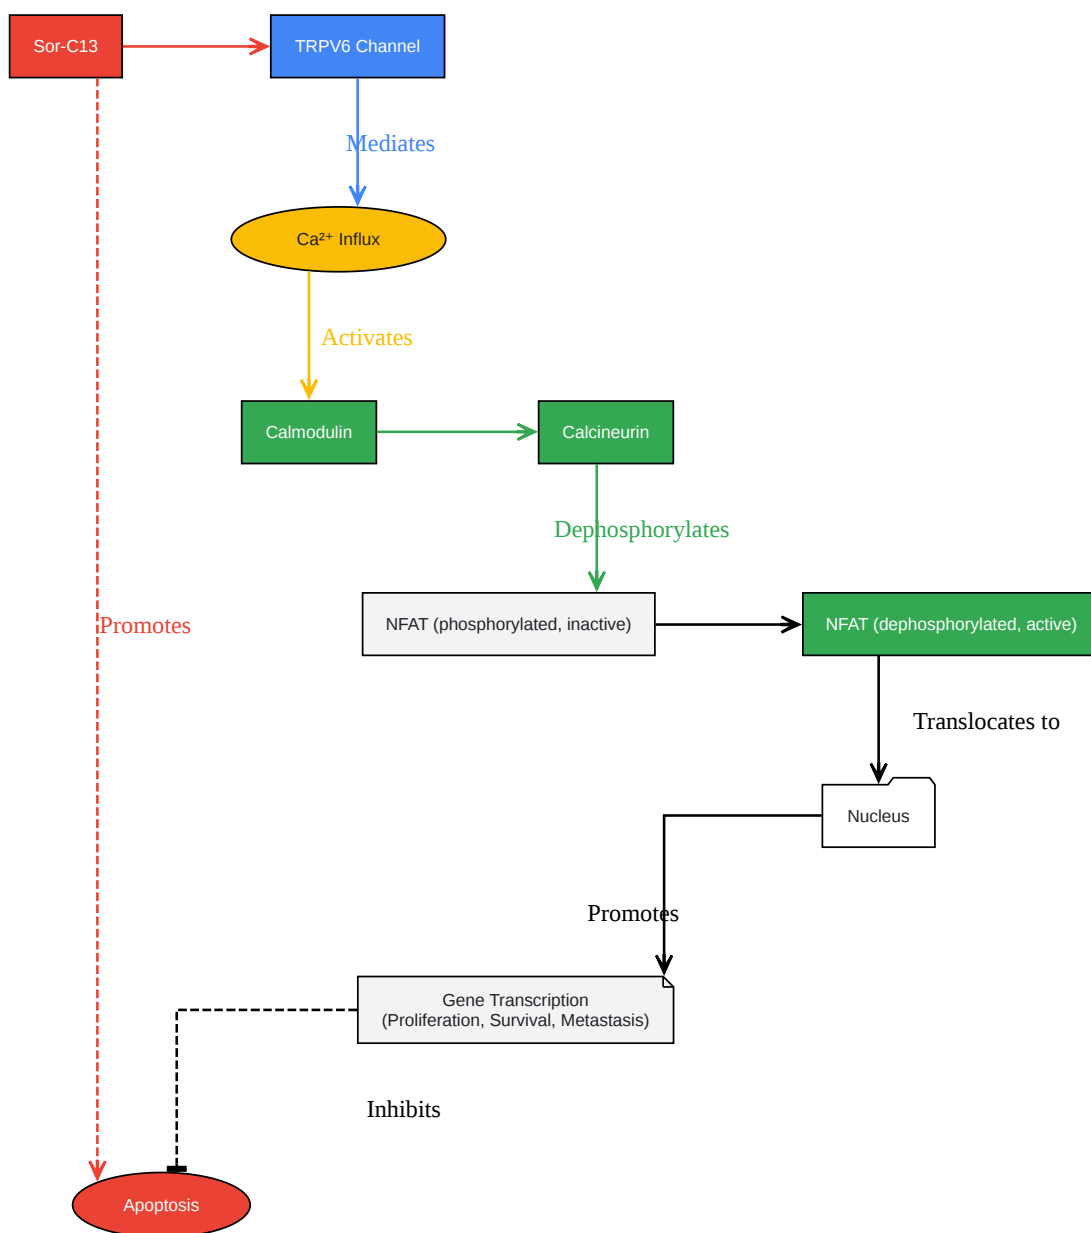 Sor-C13
TRPV6 Channel
Mediates
Ca²⁺ Influx
Activates
Calmodulin
Calcineurin
Dephosphorylates
NFAT (phosphorylated, inactive)
NFAT (dephosphorylated, active)
Promotes
Translocates to
Nucleus
Promotes
Gene Transcription
(Proliferation, Survival, Metastasis)
Inhibits
Apoptosis